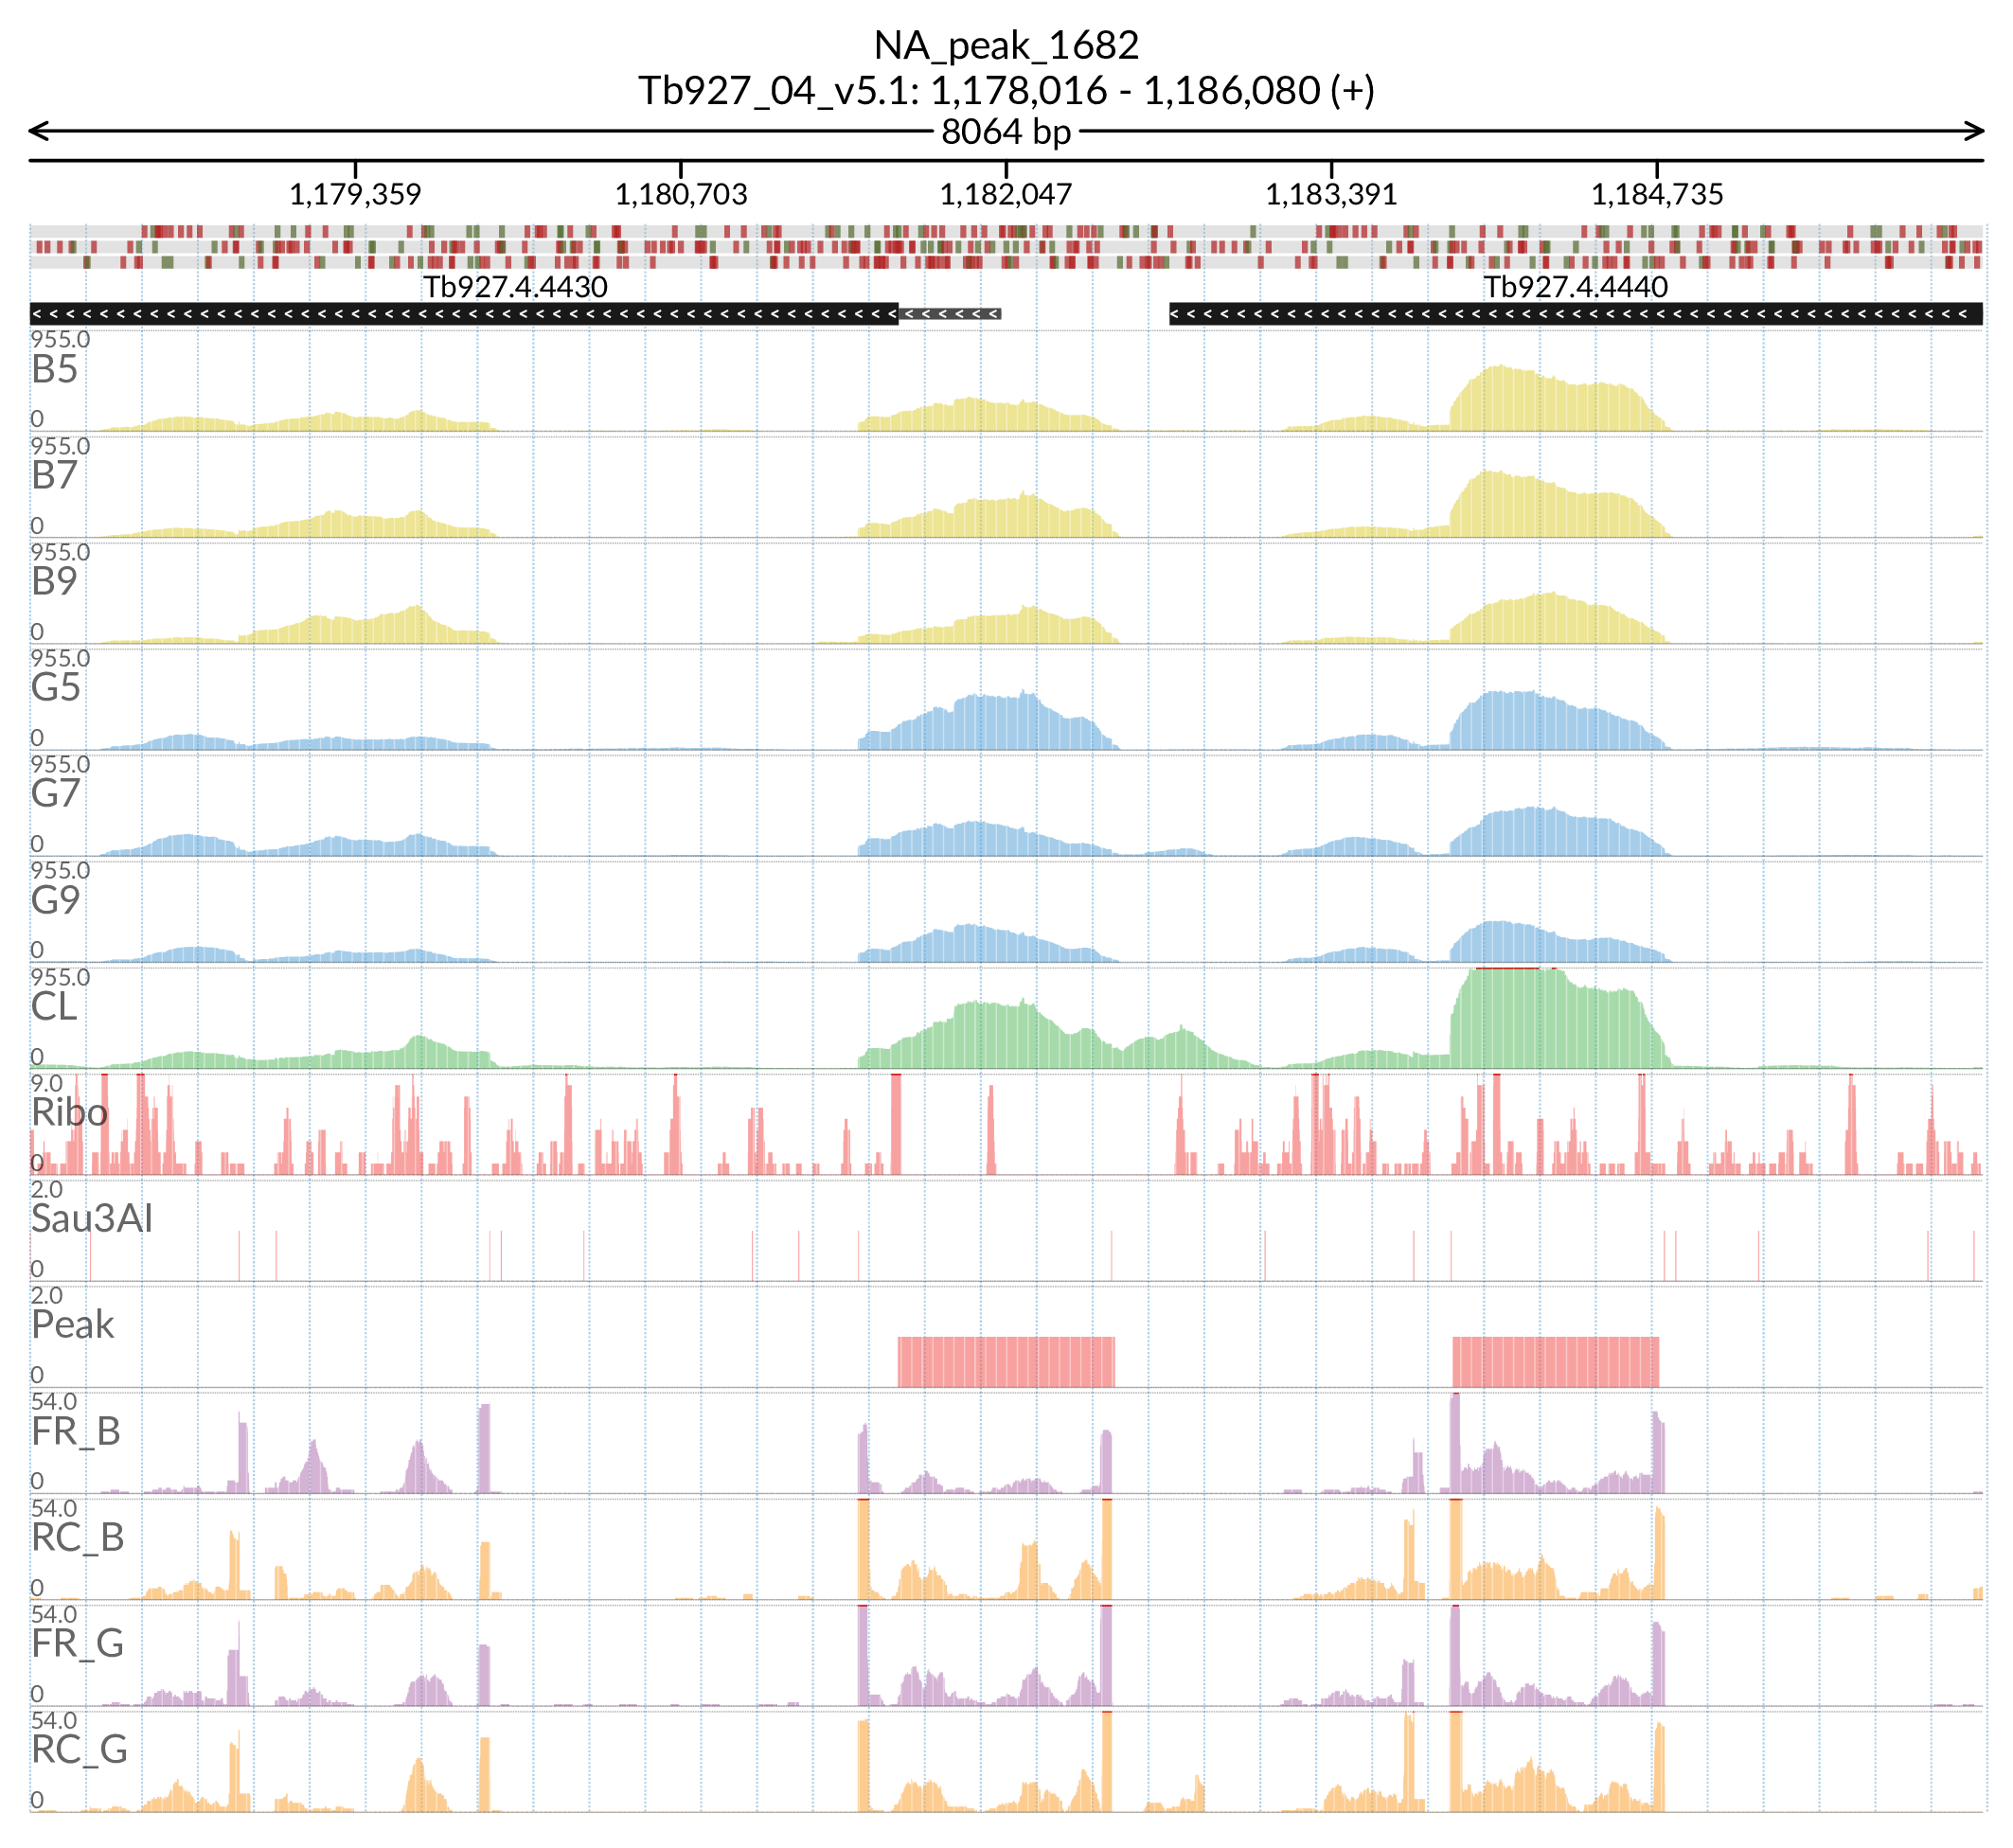 NA_peak_1682
Tb927_04_v5.1: 1,178,016 - 1,186,080 (+)
8064 bp
1,179,359 1,180,703 1,182,047 1,183,391 1,184,735
Tb927.4.4430 Tb927.4.4440
955.0
B5
0
955.0
B7
0
955.0
B9
0
955.0
G5
0
955.0
G7
0
955.0
G9
0
955.0
CL
0
9.0
Ribo
0
2.0
Sau3AI
0
2.0
Peak
0
54.0
FR_B
0
54.0
RC_B
0
54.0
FR_G
0
54.0
RC_G
0